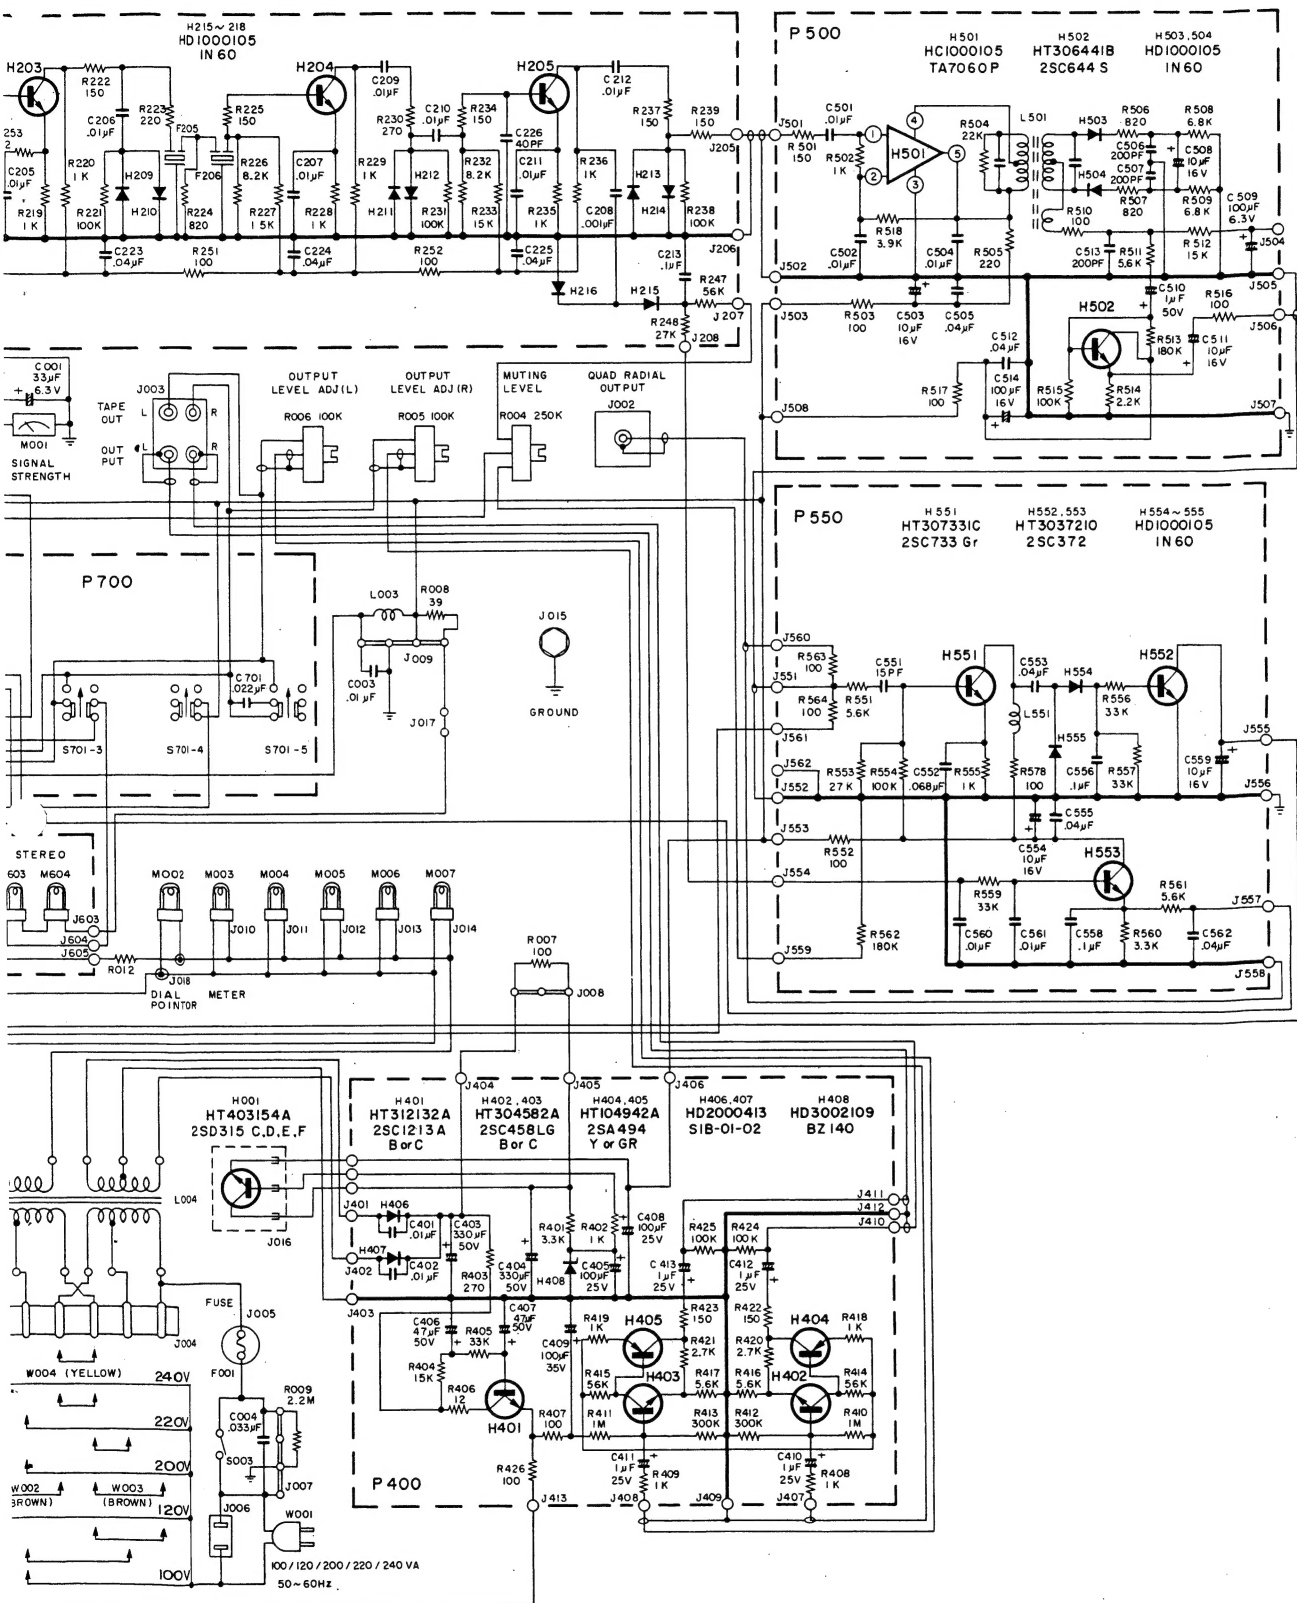 H215~218
HD1000105
IN60
H203
H204
H205
R222
150
C206
.01µF
R223
220
F205
F206
R225
150
253
2
C205
.01µF
R219
1K
R220
1K
R221
100K
H209
H210
R224
820
R226
8.2K
R227
1.5K
C207
.01µF
R228
1K
R229
1K
C209
.01µF
R230
270
C210
.01µF
R234
150
H211
H212
R231
100K
R232
8.2K
R233
15K
C226
40PF
C211
.01µF
R235
1K
R236
1K
C208
.001µF
C212
.01µF
R237
150
R239
150
H213
H214
R238
100K
J205
J206
C223
.04µF
R251
100
C224
.04µF
R252
100
C225
.04µF
C213
.1µF
H216
H215
R247
56K
J207
R248
27K
J208
P500
H501
HC1000105
TA7060P
H502
HT306441B
2SC644 S
H503,504
HD1000105
IN60
J501
R501
150
C501
.01µF
R502
1K
1
2
3
4
5
H501
R504
22K
L501
H503
H504
R506
820
R508
6.8K
C506
200PF
C507
200PF
C508
10µF
16V
R507
820
R509
6.8K
R510
100
C509
100µF
6.3V
J504
R518
3.9K
C502
.01µF
C504
.01µF
R505
220
C513
200PF
R511
5.6K
R512
15K
J502
J503
R503
100
C503
10µF
16V
C505
.04µF
C510
1µF
50V
R516
100
J505
J506
H502
R513
180K
C511
10µF
16V
C512
.04µF
C514
100µF
16V
R517
100
R515
100K
R514
2.2K
J508
J507
C001
33µF
6.3V
M001
SIGNAL
STRENGTH
J003
TAPE
OUT
L
R
OUT
PUT
L
R
OUTPUT
LEVEL ADJ(L)
R006 100K
OUTPUT
LEVEL ADJ(R)
R005 100K
MUTING
LEVEL
R004 250K
QUAD RADIAL
OUTPUT
J002
P700
C701
.022µF
S701-3
S701-4
S701-5
L003
R008
39
J009
C003
.01µF
J017
J015
GROUND
P550
H551
HT307331C
2SC733 Gr
H552,553
HT3037210
2SC372
H554~555
HD1000105
IN60
J560
R563
100
J551
R564
100
J561
R551
5.6K
C551
15PF
H551
C553
.04µF
H554
L551
R556
33K
H552
H555
J555
J562
J552
R553
27K
R554
100K
C552
.068µF
R555
1K
R578
100
C556
.1µF
R557
33K
C559
10µF
16V
J556
J553
R552
100
C554
10µF
16V
C555
.04µF
H553
J554
R559
33K
R561
5.6K
J557
R562
180K
C560
.01µF
C561
.01µF
C558
.1µF
R560
3.3K
C562
.04µF
J559
J558
STEREO
603
M604
J603
J604
J605
R012
M002
M003
M004
M005
M006
M007
J010
J011
J012
J013
J014
J018
DIAL
POINTOR
METER
R007
100
J008
J404
J405
J406
H001
HT403154A
2SD315 C,D,E,F
H401
HT312132A
2SC1213A
B or C
H402,403
HT304582A
2SC458LG
B or C
H404,405
HT104942A
2SA494
Y or GR
H406,407
HD2000413
S1B-01-02
H408
HD3002109
BZ140
L004
J016
J401
H406
C401
.01µF
C403
330µF
50V
H407
J402
C402
.01µF
R403
270
C404
330µF
50V
R401
3.3K
R402
1K
H408
C405
100µF
25V
C408
100µF
25V
R425
100K
R424
100K
C413
1µF
25V
C412
1µF
25V
J411
J412
J410
J403
C406
47µF
50V
R405
33K
C407
47µF
50V
C409
100µF
35V
R404
15K
R406
12
H401
R407
100
R426
100
R419
1K
H405
R423
150
R421
2.7K
R422
150
R420
2.7K
H404
R418
1K
R415
56K
H403
R417
5.6K
R416
5.6K
H402
R414
56K
R411
1M
R413
300K
R412
300K
R410
1M
C411
1µF
25V
R409
1K
C410
1µF
25V
R408
1K
P400
J413
J408
J409
J407
FUSE
J005
J004
F001
W004 (YELLOW)
240V
220V
200V
120V
100V
W002
BROWN)
W003
(BROWN)
R009
2.2M
C004
.033µF
S003
J007
J006
W001
100/120/200/220/240 VA
50~60Hz